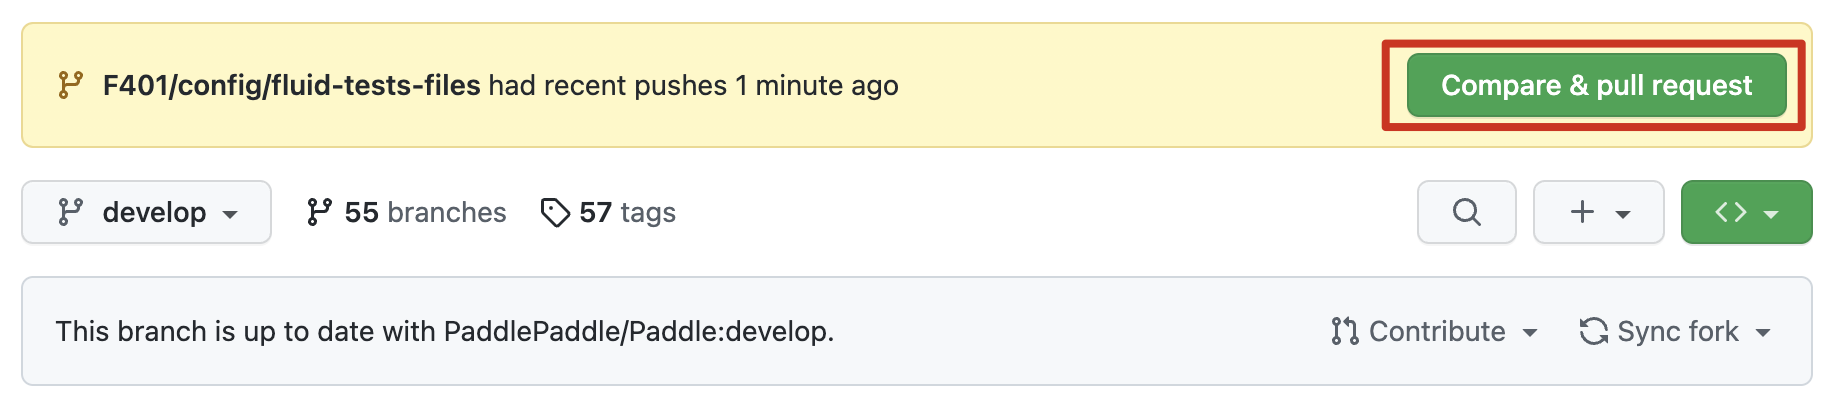 F401/config/fluid-tests-files had recent pushes 1 minute ago
Compare & pull request
develop
55 branches
57 tags
This branch is up to date with PaddlePaddle/Paddle:develop.
Contribute
Sync fork